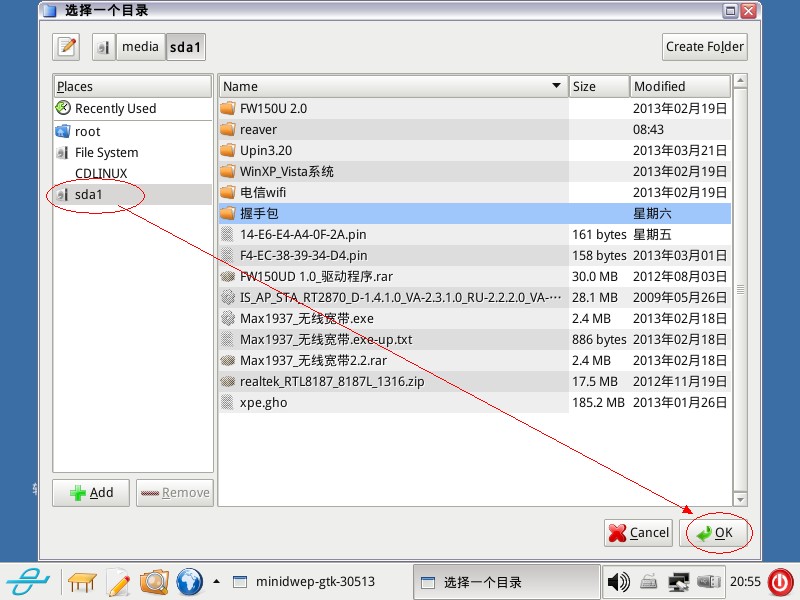 选择一个目录
media
sda1
Create Folder
Places
Name
Size
Modified
Recently Used
root
File System
CDLINUX
sda1
FW150U 2.0 2013年02月19日
reaver 08:43
Upin3.20 2013年03月21日
WinXP_Vista系统 2013年02月19日
电信wifi 2013年02月19日
握手包 星期六
14-E6-E4-A4-0F-2A.pin 161 bytes 星期五
F4-EC-38-39-34-D4.pin 158 bytes 2013年03月01日
FW150UD 1.0_驱动程序.rar 30.0 MB 2012年08月03日
IS_AP_STA_RT2870_D-1.4.1.0_VA-2.3.1.0_RU-2.2.2.0_VA-… 28.1 MB 2009年05月26日
Max1937_无线宽带.exe 2.4 MB 2013年02月18日
Max1937_无线宽带.exe-up.txt 886 bytes 2013年02月18日
Max1937_无线宽带2.2.rar 2.4 MB 2013年02月18日
realtek_RTL8187_8187L_1316.zip 17.5 MB 2012年11月19日
xpe.gho 185.2 MB 2013年01月26日
Add
Remove
Cancel
OK
minidwep-gtk-30513
选择一个目录
20:55